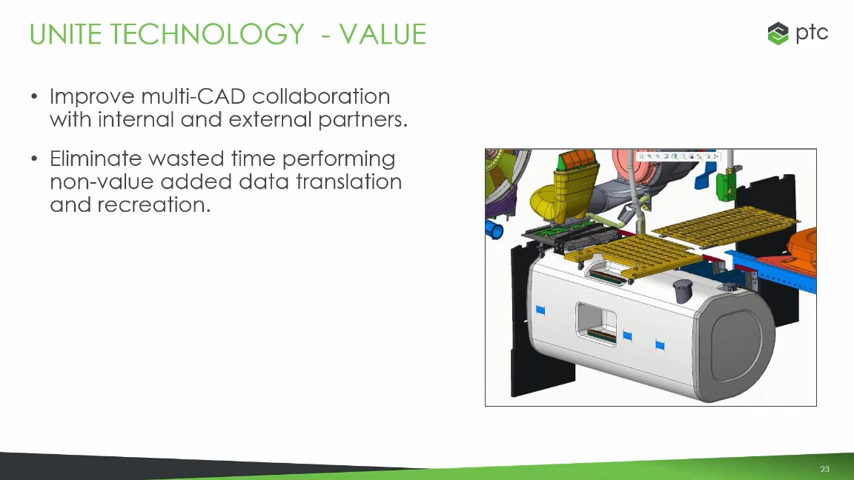 UNITE TECHNOLOGY - VALUE
ptc
• Improve multi-CAD collaboration
with internal and external partners.
• Eliminate wasted time performing
non-value added data translation
and recreation.
23